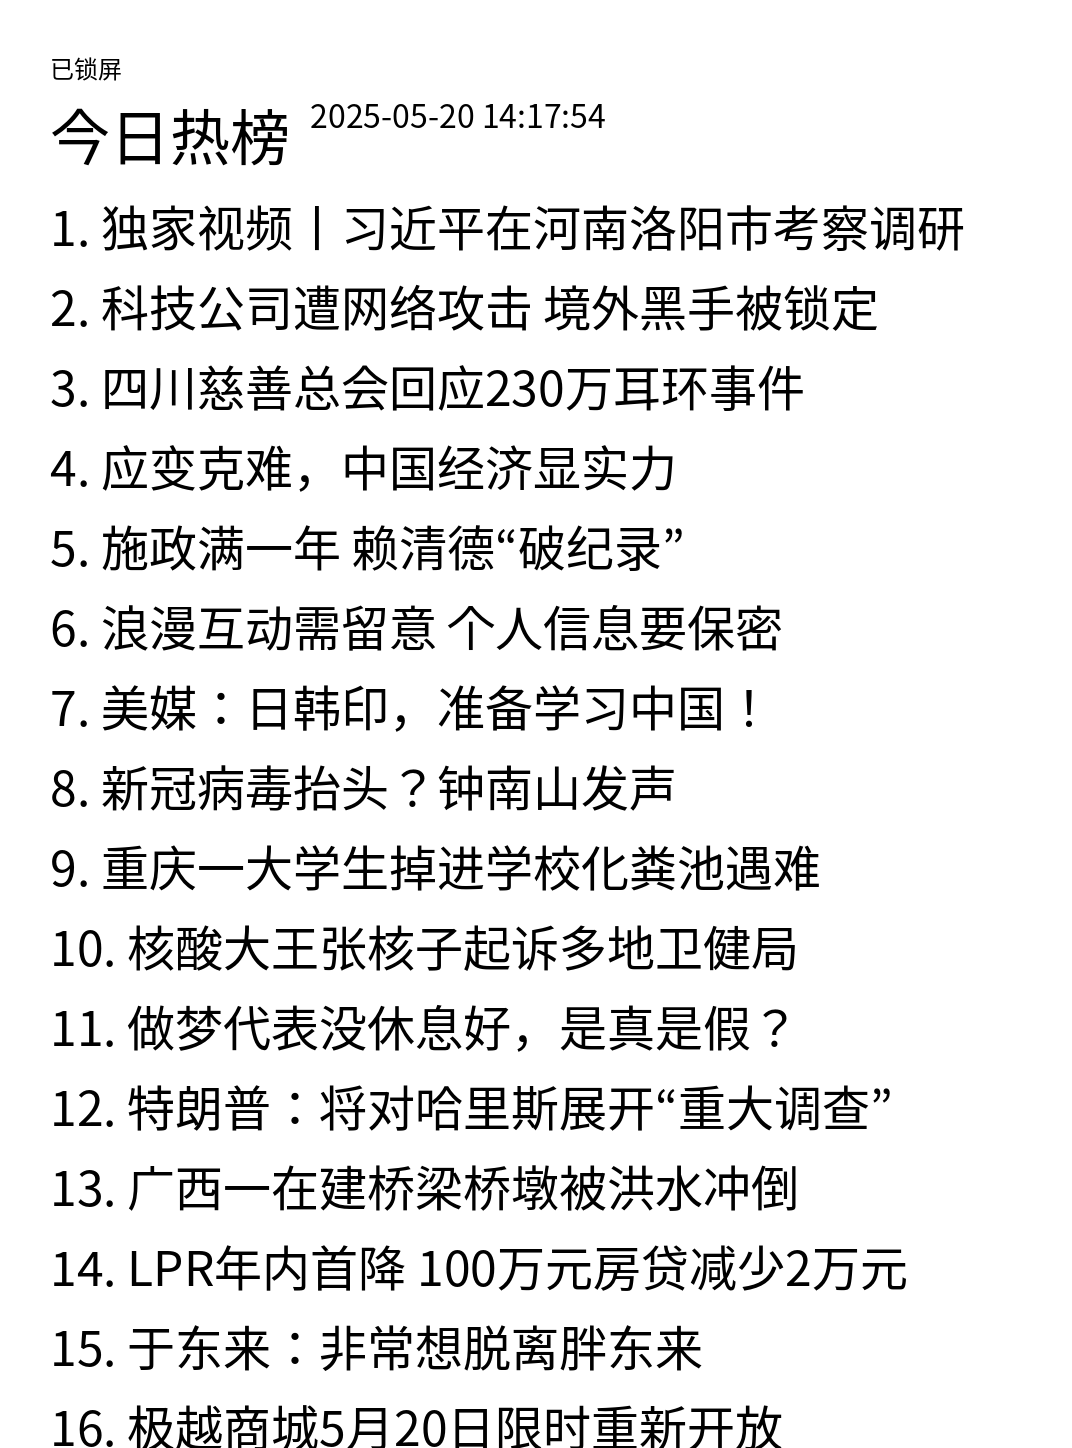 已锁屏
今日热榜 2025-05-20 14:17:54
1. 独家视频丨习近平在河南洛阳市考察调研
2. 科技公司遭网络攻击 境外黑手被锁定
3. 四川慈善总会回应230万耳环事件
4. 应变克难，中国经济显实力
5. 施政满一年 赖清德“破纪录”
6. 浪漫互动需留意 个人信息要保密
7. 美媒：日韩印，准备学习中国！
8. 新冠病毒抬头？钟南山发声
9. 重庆一大学生掉进学校化粪池遇难
10. 核酸大王张核子起诉多地卫健局
11. 做梦代表没休息好，是真是假？
12. 特朗普：将对哈里斯展开“重大调查”
13. 广西一在建桥梁桥墩被洪水冲倒
14. LPR年内首降 100万元房贷减少2万元
15. 于东来：非常想脱离胖东来
16. 极越商城5月20日限时重新开放